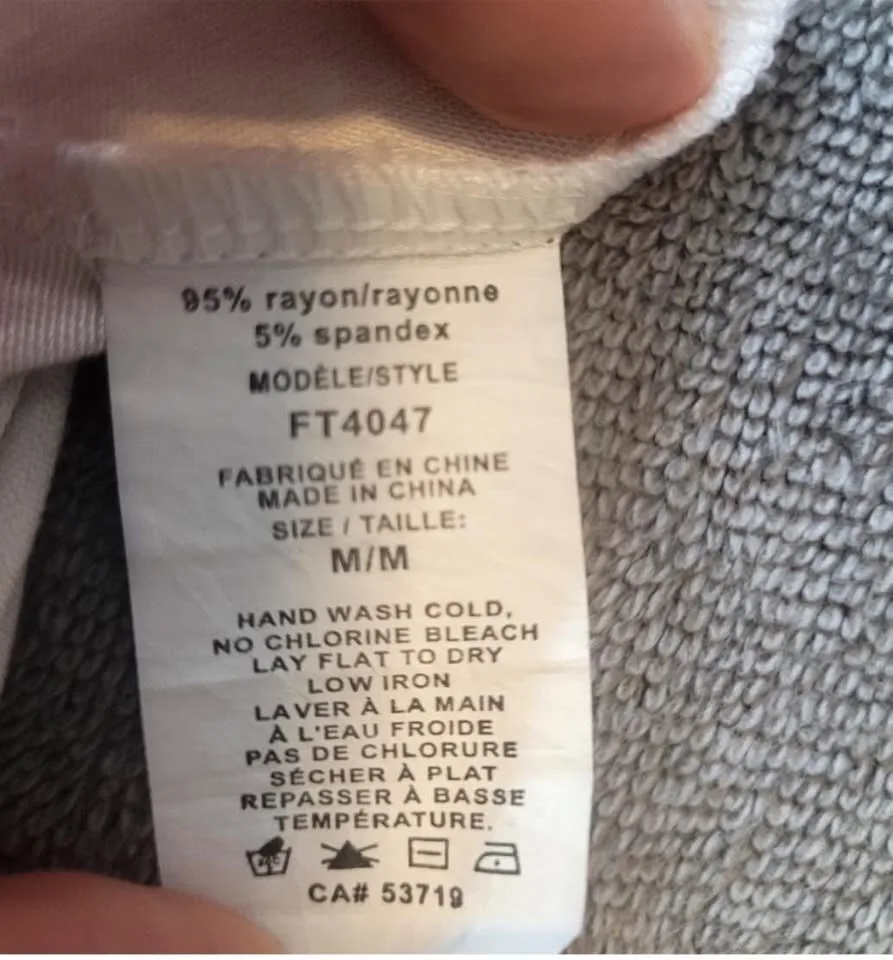 95% rayon/rayonne
5% spandex
MODÈLE/STYLE
FT4047
FABRIQUÉ EN CHINE
MADE IN CHINA
SIZE / TAILLE:
M/M
HAND WASH COLD,
NO CHLORINE BLEACH
LAY FLAT TO DRY
LOW IRON
LAVER À LA MAIN
À L'EAU FROIDE
PAS DE CHLORURE
SÉCHER À PLAT
REPASSER À BASSE
TEMPÉRATURE.
CA# 53719